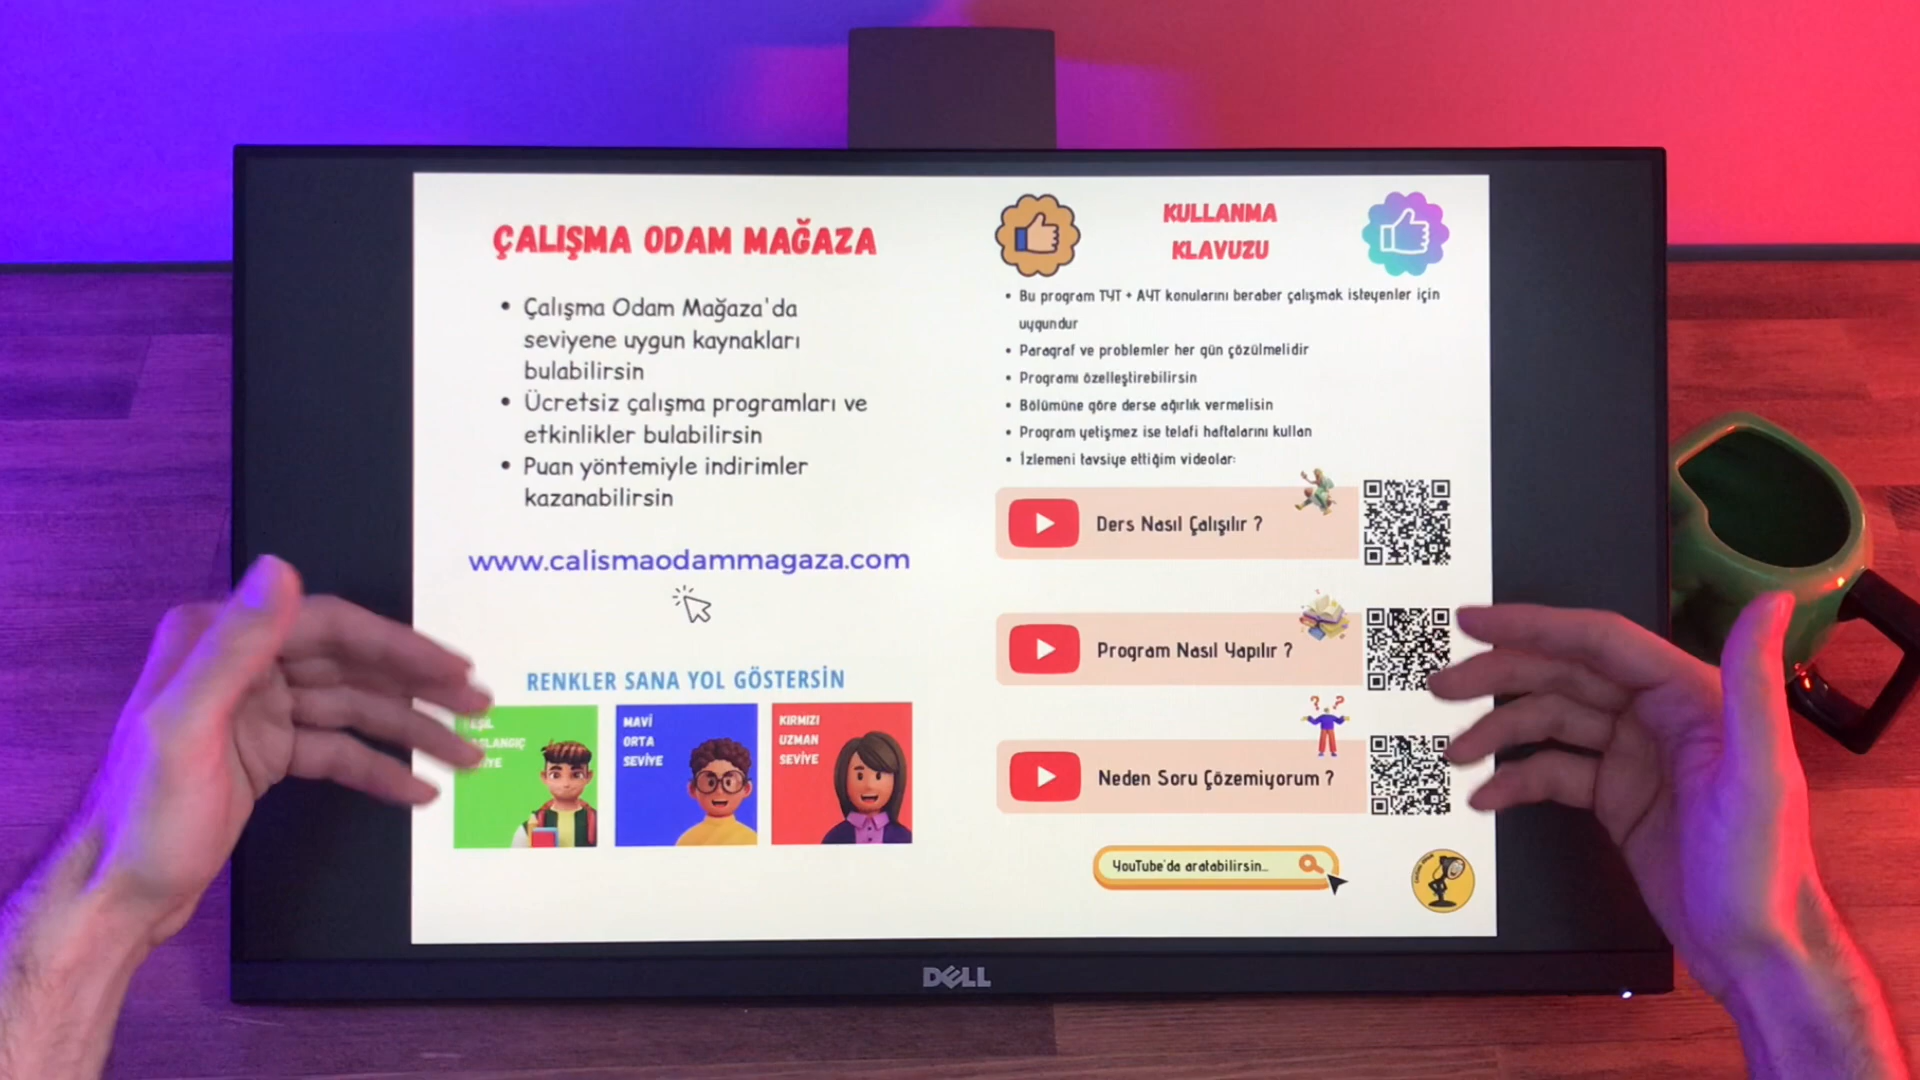 ÇALIŞMA ODAM MAĞAZA
• Çalışma Odam Mağaza'da
seviyene uygun kaynakları
bulabilirsin
• Ücretsiz çalışma programları ve
etkinlikler bulabilirsin
• Puan yöntemiyle indirimler
kazanabilirsin
www.calismaodammagaza.com
RENKLER SANA YOL GÖSTERSİN
MAVİ
ORTA
SEVİYE
KIRMIZI
UZMAN
SEVİYE
KULLANMA
KLAVUZU
• Bu program TYT + AYT konularını beraber çalışmak isteyenler için
uygundur
• Paragraf ve problemler her gün çözülmelidir
• Programı özelleştirebilirsin
• Bölümüne göre derse ağırlık vermelisin
• Program yetişmez ise telafi haftalarını kullan
• İzlemeni tavsiye ettiğim videolar:
Ders Nasıl Çalışılır ?
Program Nasıl Yapılır ?
Neden Soru Çözemiyorum ?
YouTube'da aratabilirsin...
DELL